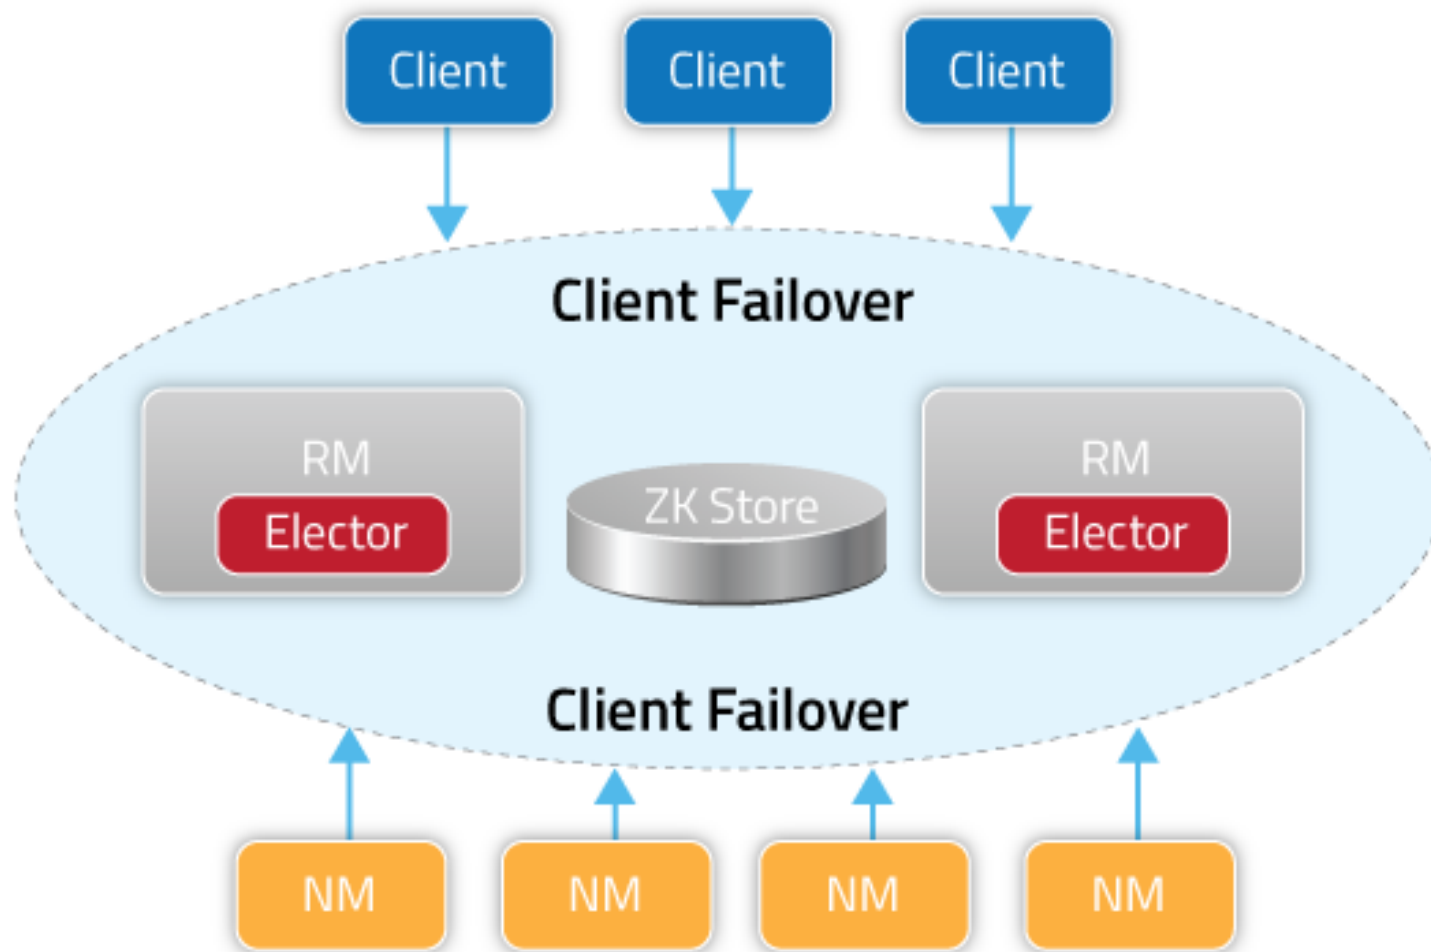 Client Client Client
Client Failover
RM RM
ZK Store
Elector Elector
Client Failover
NM NM NM NM